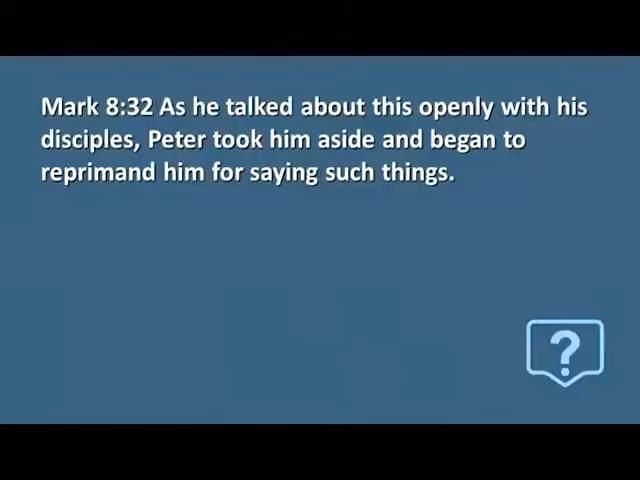 Mark 8:32 As he talked about this openly with his
disciples, Peter took him aside and began to
reprimand him for saying such things.
?